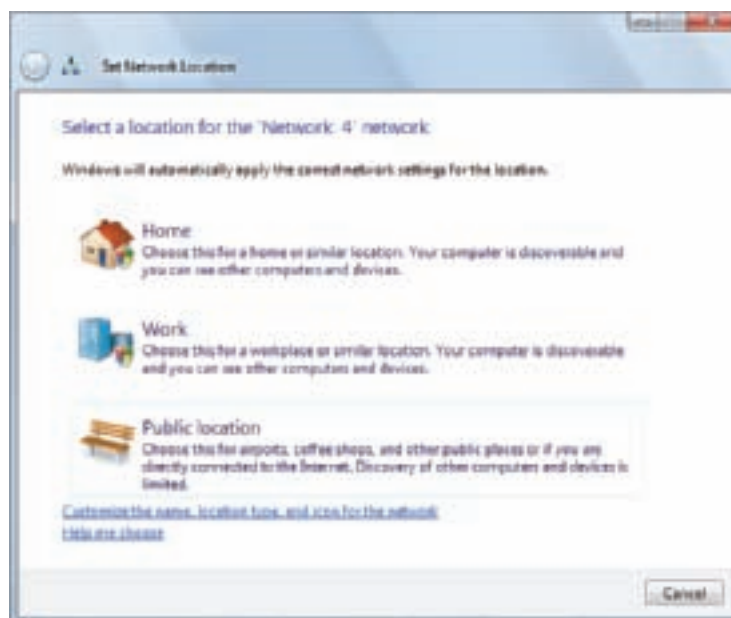 Set Network Location
Select a location for the 'Network 4' network
Windows will automatically apply the correct network settings for the location.
Home
Choose this for a home or similar location. Your computer is discoverable and
you can see other computers and devices.
Work
Choose this for a workplace or similar location. Your computer is discoverable
and you can see other computers and devices.
Public location
Choose this for airports, coffee shops, and other public places or if you are
directly connected to the Internet. Discovery of other computers and devices is
limited.
Customize the name, location type, and icon for the network
Help me choose
Cancel